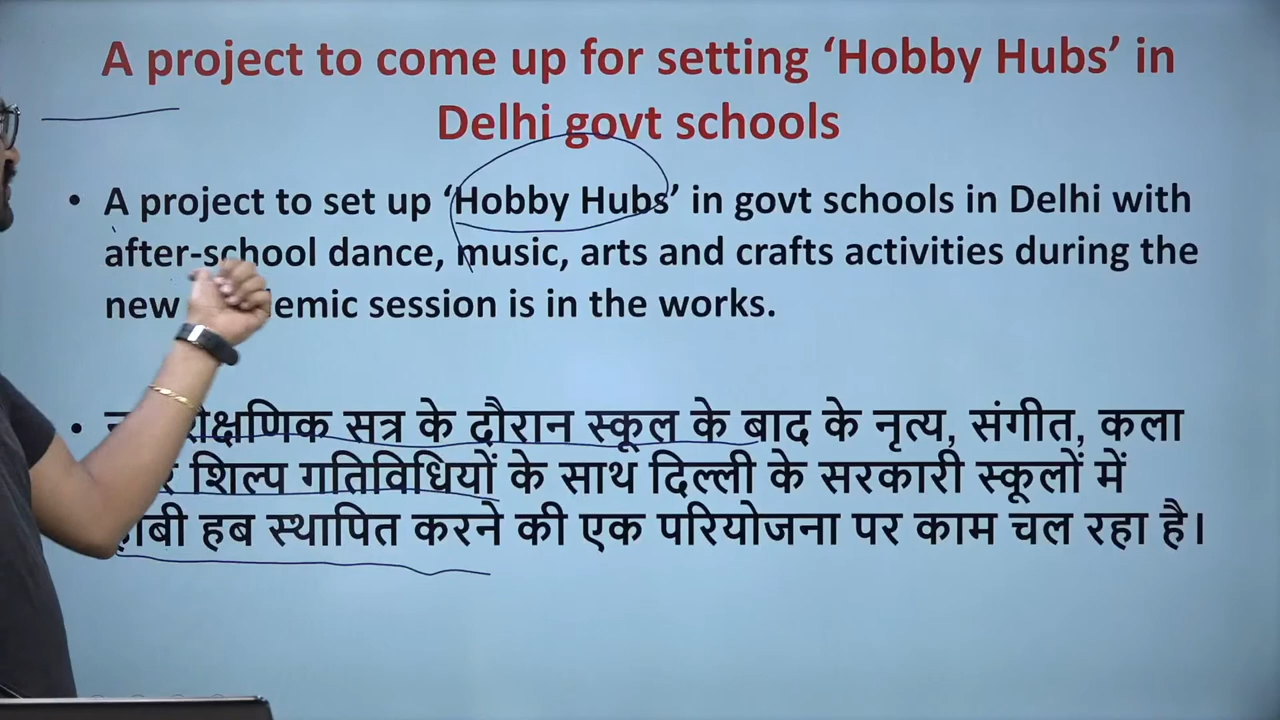 A project to come up for setting ‘Hobby Hubs’ in
Delhi govt schools
• A project to set up ‘Hobby Hubs’ in govt schools in Delhi with
after-school dance, music, arts and crafts activities during the
new session is in the works.
• सत्र के दौरान स्कूल के बाद के नृत्य, संगीत, कला
शिल्प गतिविधियों के साथ दिल्ली के सरकारी स्कूलों में
हब स्थापित करने की एक परियोजना पर काम चल रहा है।